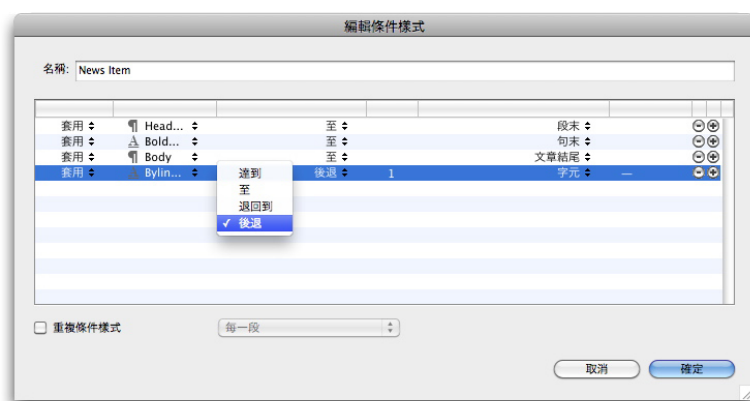 編輯條件樣式
名稱: News Item
套用 ¶ Head... 至 段末
套用 A Bold... 至 句末
套用 ¶ Body 至 文章結尾
套用 A Bylin... 後退 1 字元 —
達到
至
退回到
✓ 後退
重複條件樣式 每一段
取消 確定